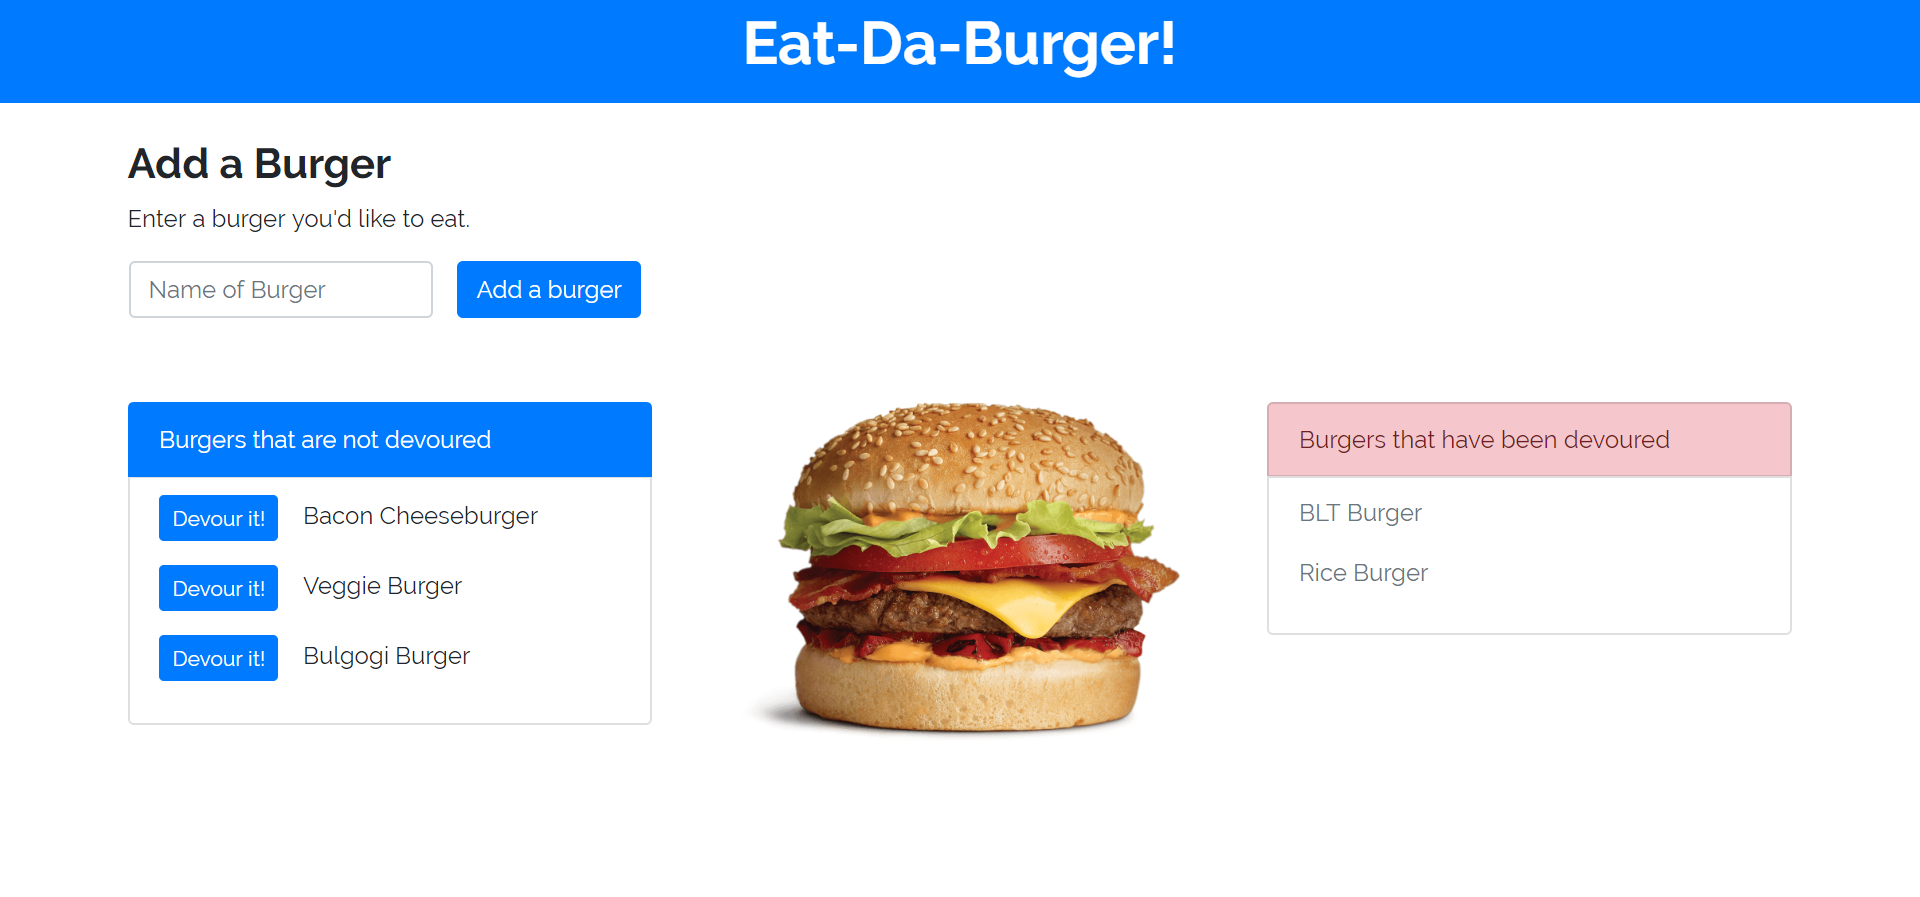 Eat-Da-Burger!
Add a Burger
Enter a burger you'd like to eat.
Name of Burger
Add a burger
Burgers that are not devoured
Devour it! Bacon Cheeseburger
Devour it! Veggie Burger
Devour it! Bulgogi Burger
Burgers that have been devoured
BLT Burger
Rice Burger